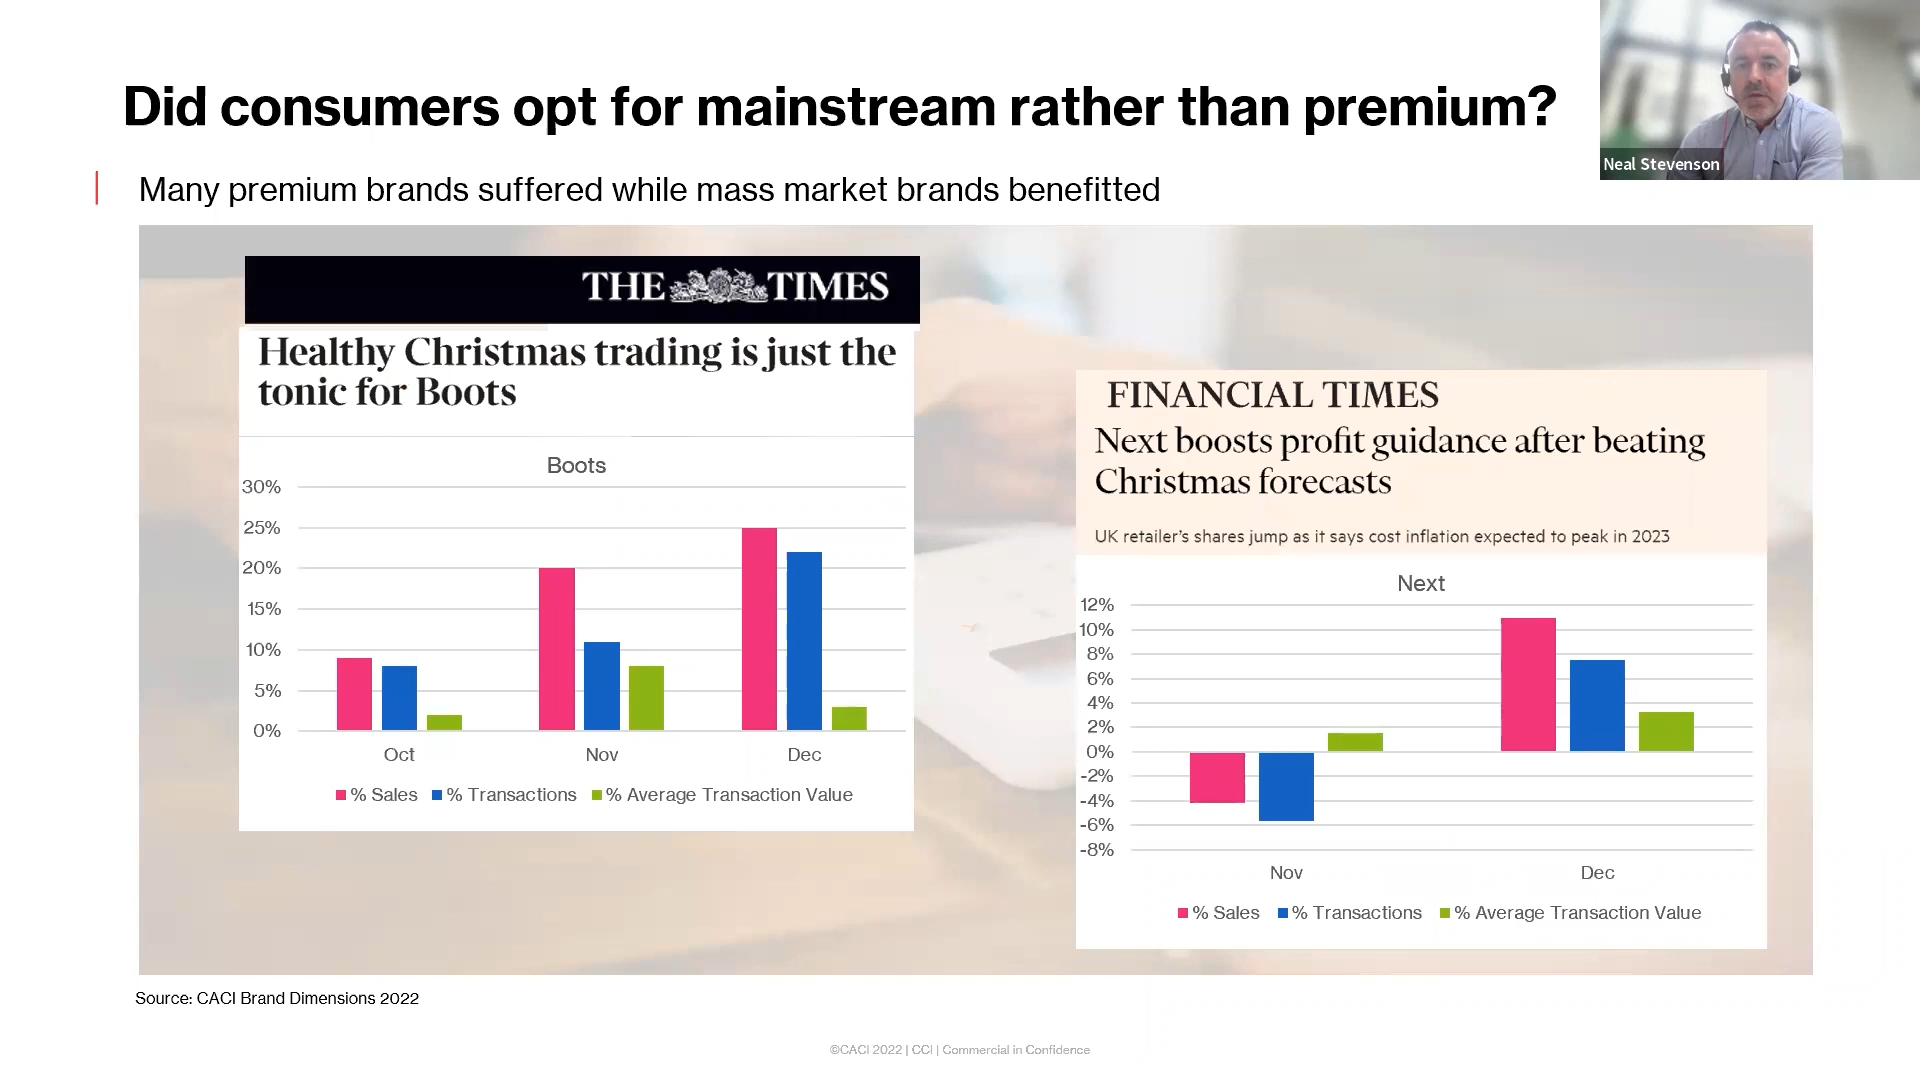 Did consumers opt for mainstream rather than premium?
Neal Stevenson
Many premium brands suffered while mass market brands benefitted
THE TIMES
Healthy Christmas trading is just the
tonic for Boots
Boots
30%
25%
20%
15%
10%
5%
0%
Oct Nov Dec
% Sales % Transactions % Average Transaction Value
FINANCIAL TIMES
Next boosts profit guidance after beating
Christmas forecasts
UK retailer's shares jump as it says cost inflation expected to peak in 2023
Next
12%
10%
8%
6%
4%
2%
0%
-2%
-4%
-6%
-8%
Nov Dec
% Sales % Transactions % Average Transaction Value
Source: CACI Brand Dimensions 2022
©CACI 2022 | CCI | Commercial in Confidence